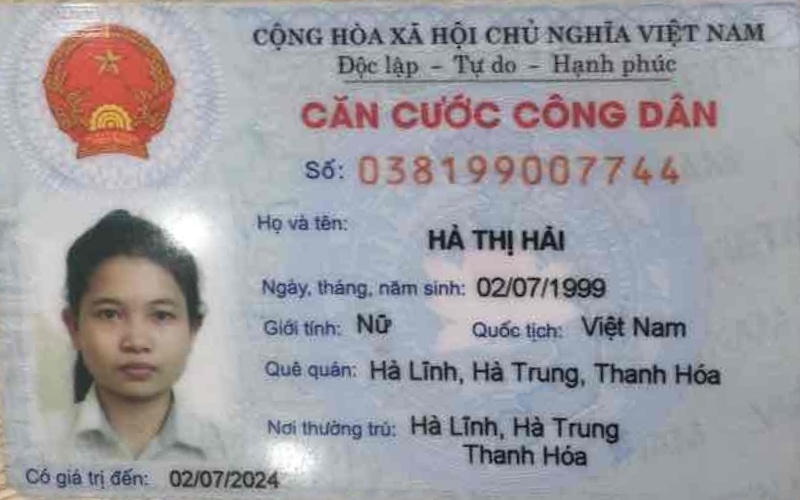 CỘNG HÒA XÃ HỘI CHỦ NGHĨA VIỆT NAM
Độc lập - Tự do - Hạnh phúc
CĂN CƯỚC CÔNG DÂN
Số: 038199007744
Họ và tên:
HÀ THỊ HẢI
Ngày, tháng, năm sinh: 02/07/1999
Giới tính: Nữ Quốc tịch: Việt Nam
Quê quán: Hà Lĩnh, Hà Trung, Thanh Hóa
Nơi thường trú: Hà Lĩnh, Hà Trung
Thanh Hóa
Có giá trị đến: 02/07/2024